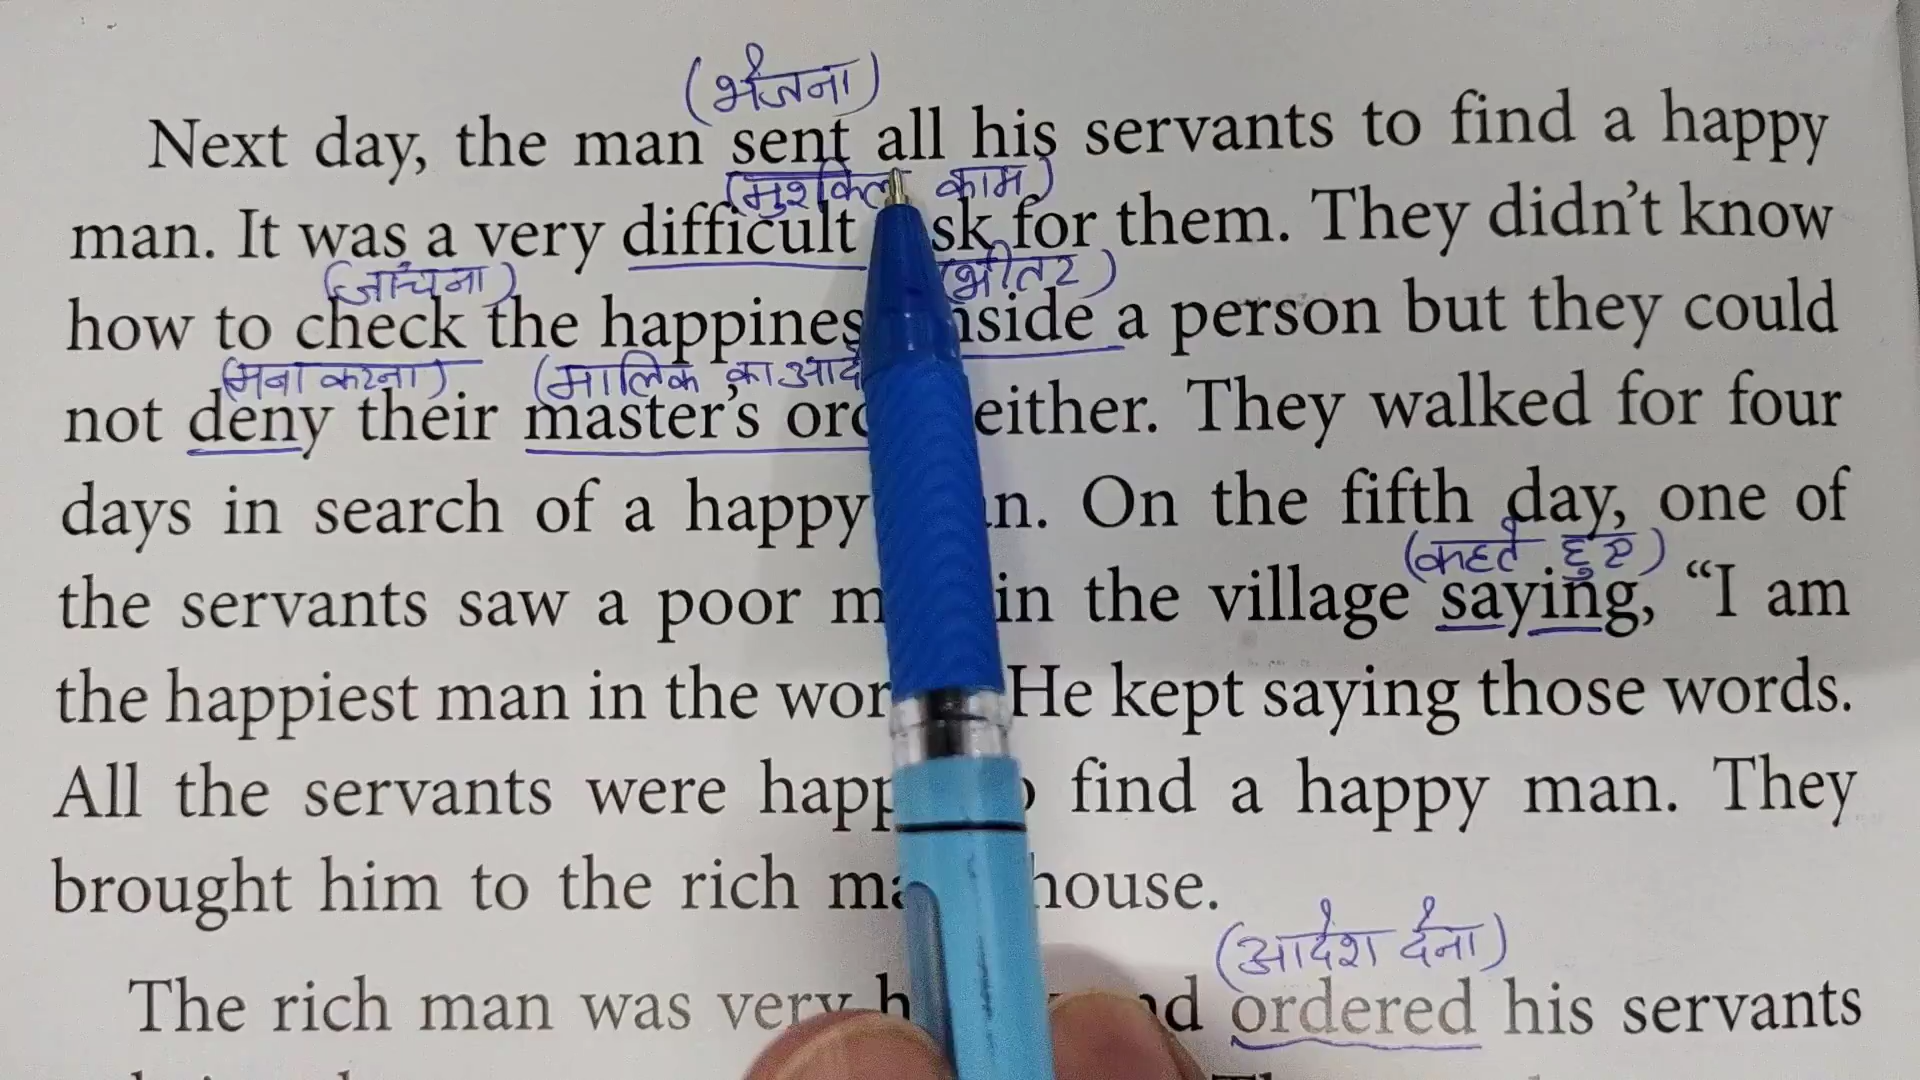 (भेजना)
Next day, the man sent all his servants to find a happy
(मुश्किल काम)
man. It was a very difficult sk for them. They didn't know
(जांचना) (भीतर)
how to check the happines nside a person but they could
(मना करना) (मालिक का आदे
not deny their master's ord either. They walked for four
days in search of a happy n. On the fifth day, one of
(कहते हुए)
the servants saw a poor m in the village saying, “I am
the happiest man in the wor He kept saying those words.
All the servants were happ o find a happy man. They
brought him to the rich ma house.
(आदेश देना)
The rich man was very h nd ordered his servants